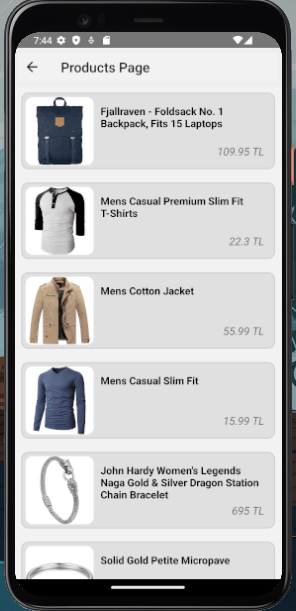 7:44
Products Page
Fjallraven - Foldsack No. 1
Backpack, Fits 15 Laptops
109.95 TL
Mens Casual Premium Slim Fit
T-Shirts
22.3 TL
Mens Cotton Jacket
55.99 TL
Mens Casual Slim Fit
15.99 TL
John Hardy Women's Legends
Naga Gold & Silver Dragon Station
Chain Bracelet
695 TL
Solid Gold Petite Micropave